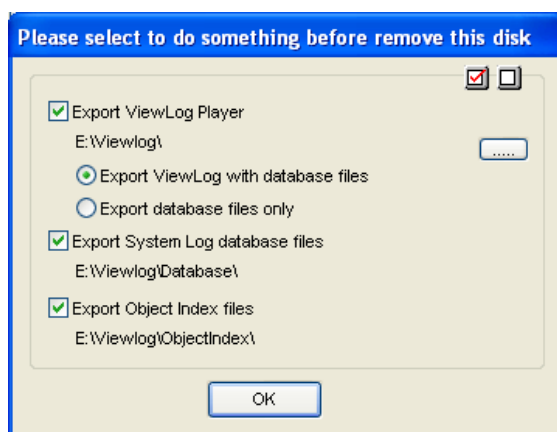 Please select to do something before remove this disk
Export ViewLog Player
E:\Viewlog\
.....
Export ViewLog with database files
Export database files only
Export System Log database files
E:\Viewlog\Database\
Export Object Index files
E:\Viewlog\ObjectIndex\
OK